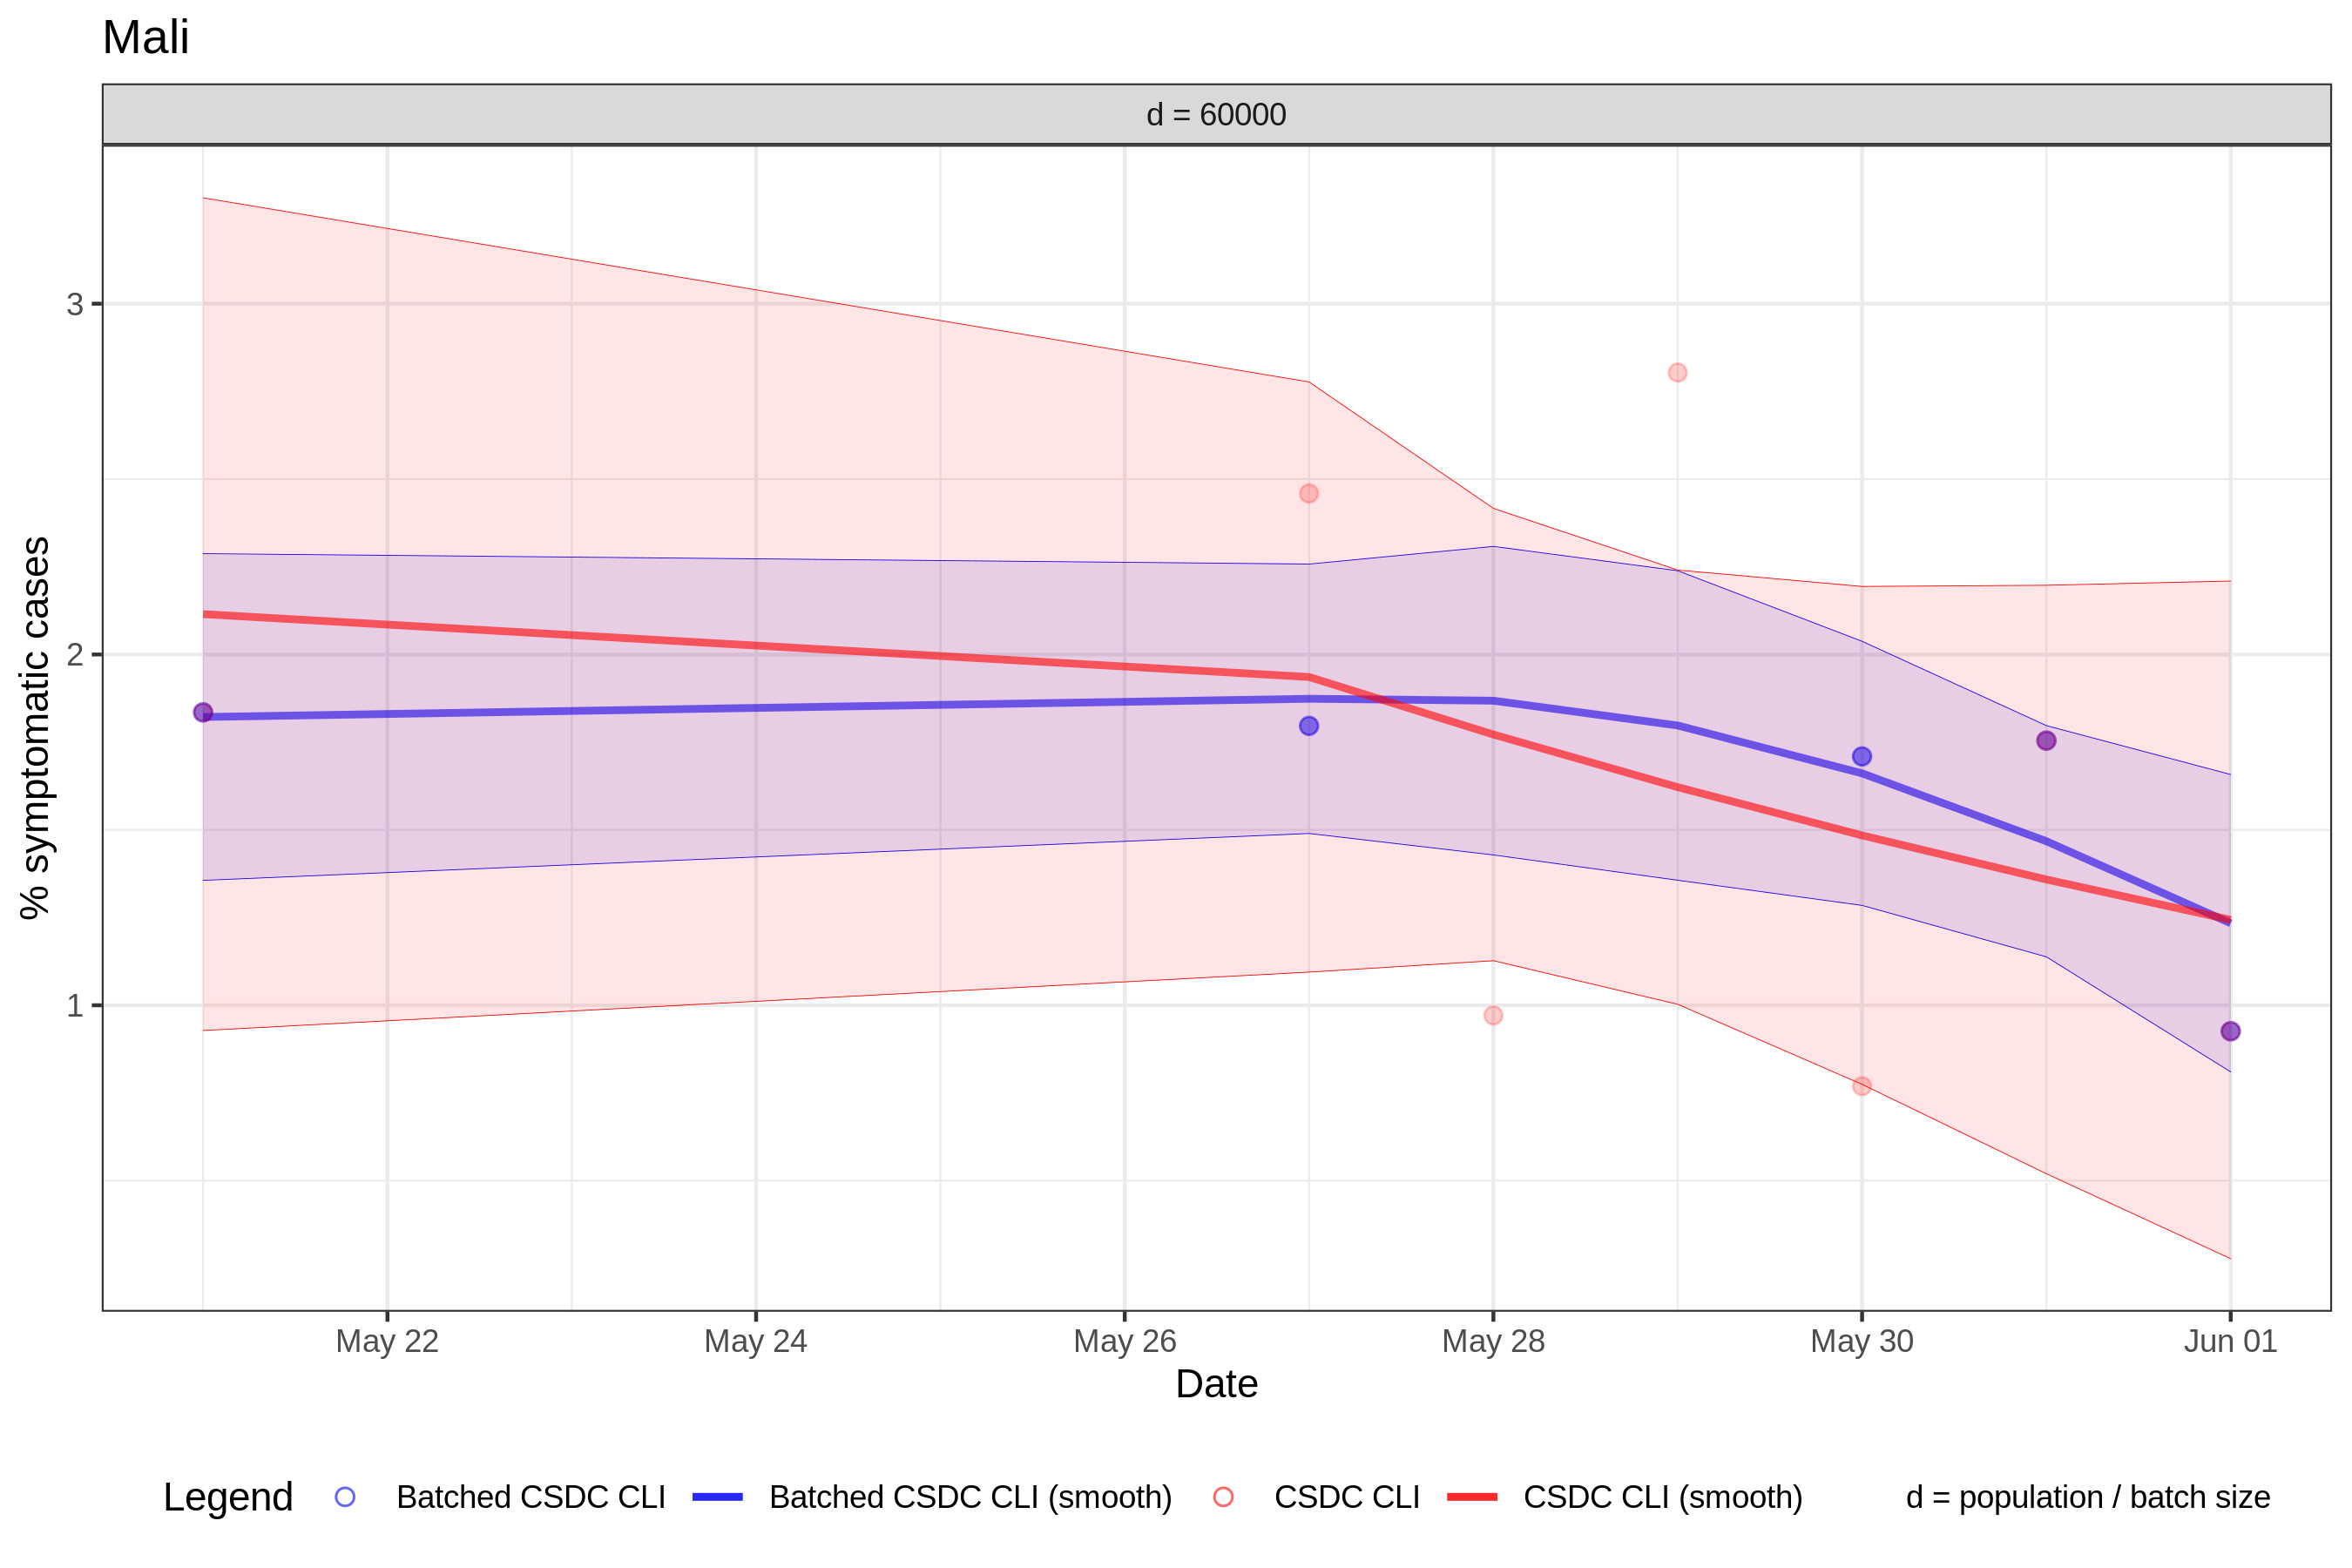 Mali
d = 60000
% symptomatic cases
3
2
1
May 22 May 24 May 26 May 28 May 30 Jun 01
Date
Legend Batched CSDC CLI Batched CSDC CLI (smooth) CSDC CLI CSDC CLI (smooth) d = population / batch size